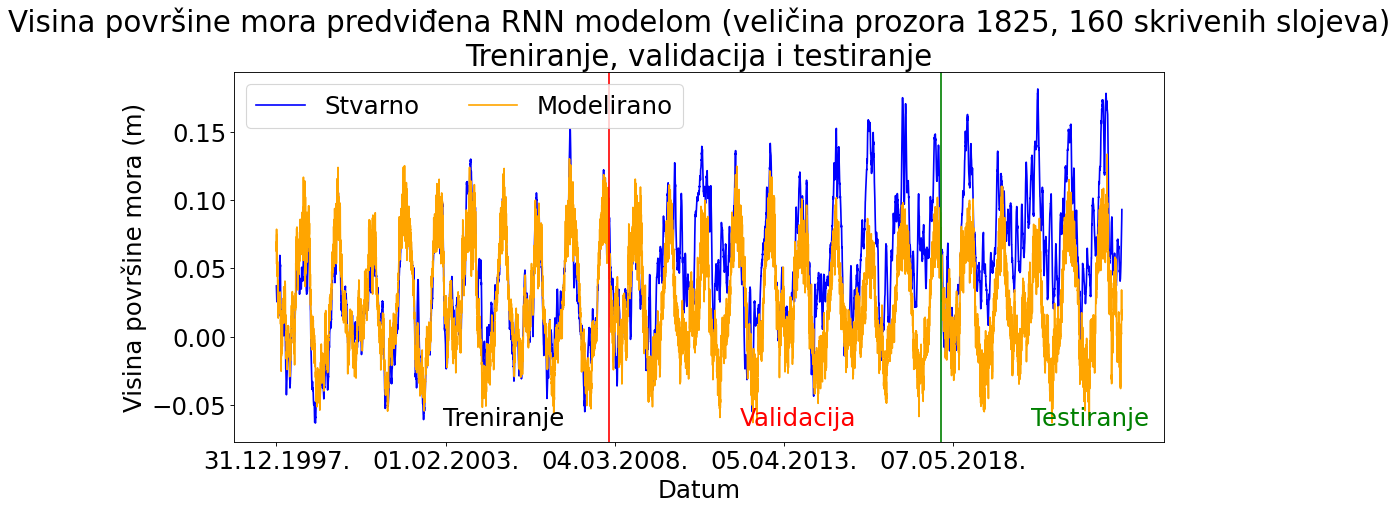 Visina površine mora predviđena RNN modelom (veličina prozora 1825, 160 skrivenih slojeva)
Treniranje, validacija i testiranje
Stvarno
Modelirano
Visina površine mora (m)
0.15
0.10
0.05
0.00
−0.05
Treniranje
Validacija
Testiranje
31.12.1997.
01.02.2003.
04.03.2008.
05.04.2013.
07.05.2018.
Datum